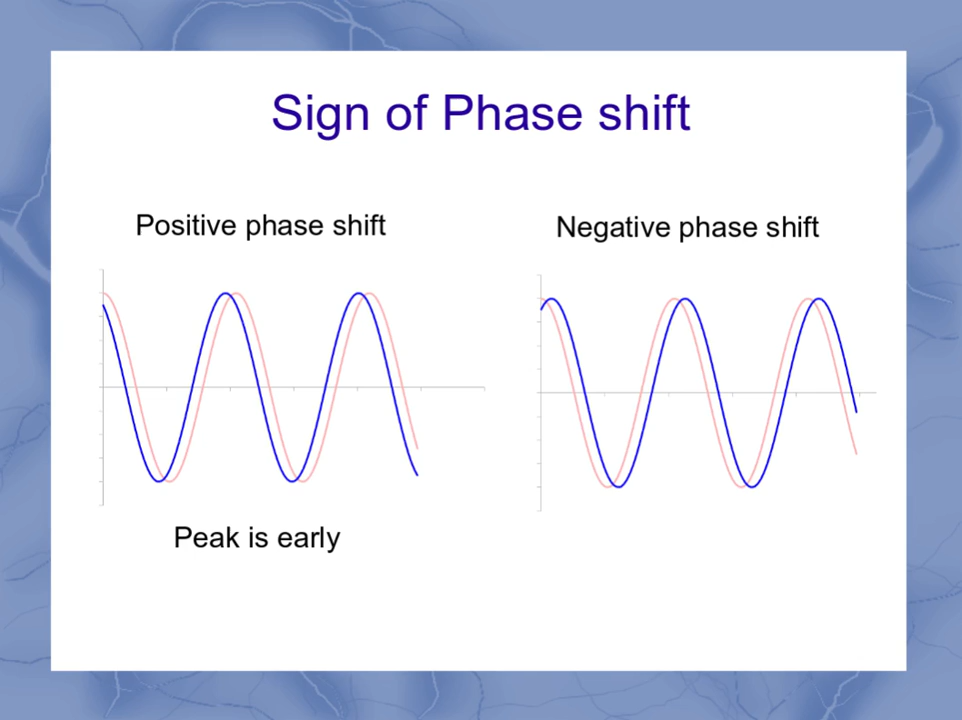 Sign of Phase shift
Positive phase shift
Negative phase shift
Peak is early